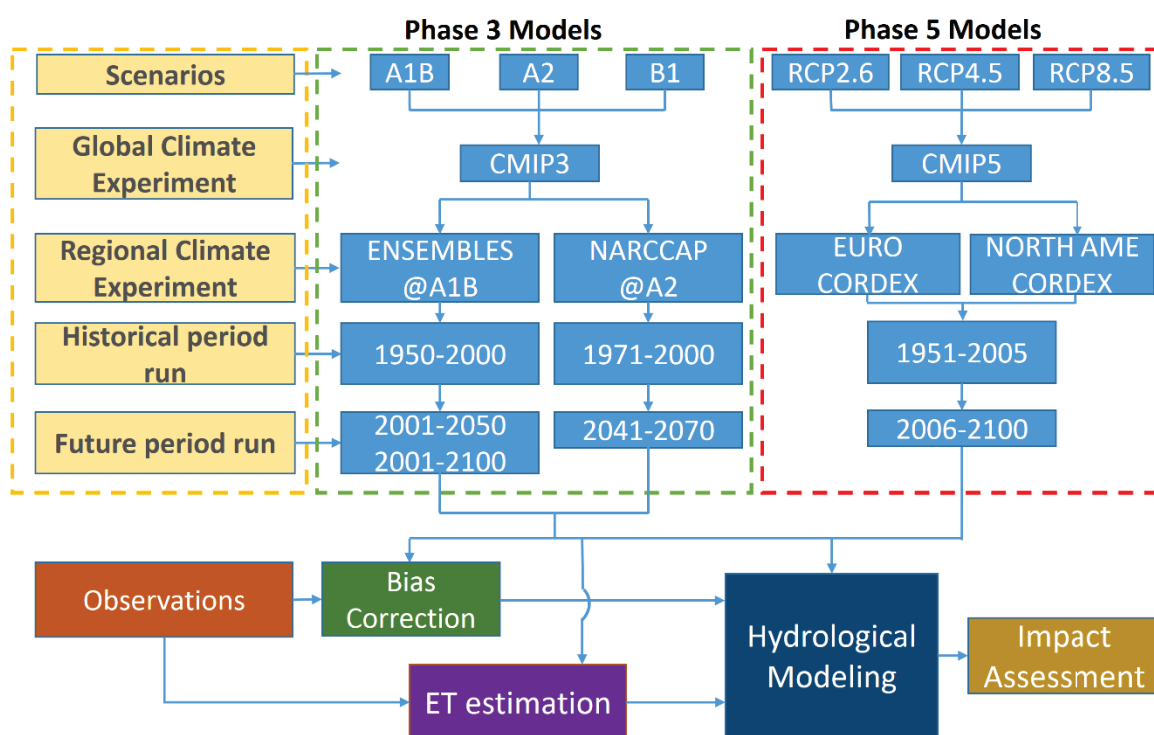 Phase 3 Models
Phase 5 Models
Scenarios
A1B
A2
B1
RCP2.6
RCP4.5
RCP8.5
Global Climate
Experiment
CMIP3
CMIP5
Regional Climate
Experiment
ENSEMBLES
@A1B
NARCCAP
@A2
EURO
CORDEX
NORTH AME
CORDEX
Historical period
run
1950-2000
1971-2000
1951-2005
Future period run
2001-2050
2001-2100
2041-2070
2006-2100
Observations
Bias
Correction
Hydrological
Modeling
Impact
Assessment
ET estimation